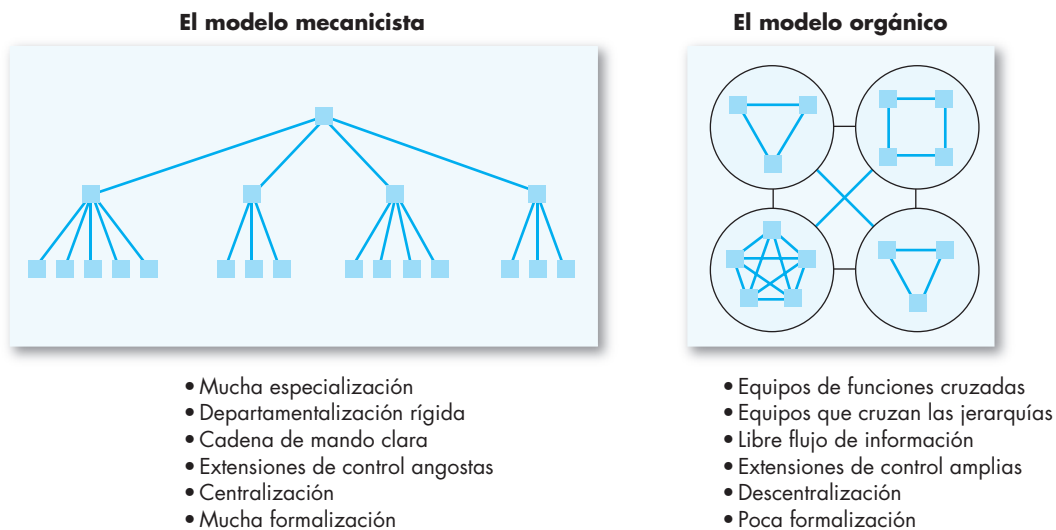 El modelo mecanicista
• Mucha especialización
• Departamentalización rígida
• Cadena de mando clara
• Extensiones de control angostas
• Centralización
• Mucha formalización
El modelo orgánico
• Equipos de funciones cruzadas
• Equipos que cruzan las jerarquías
• Libre flujo de información
• Extensiones de control amplias
• Descentralización
• Poca formalización